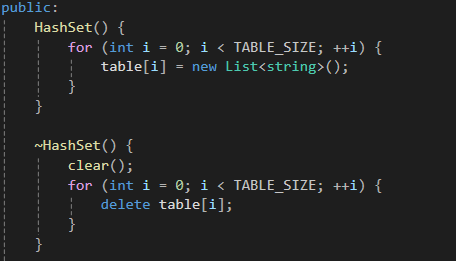 public:
    HashSet() {
        for (int i = 0; i < TABLE_SIZE; ++i) {
            table[i] = new List<string>();
        }
    }

    ~HashSet() {
        clear();
        for (int i = 0; i < TABLE_SIZE; ++i) {
            delete table[i];
        }
    }